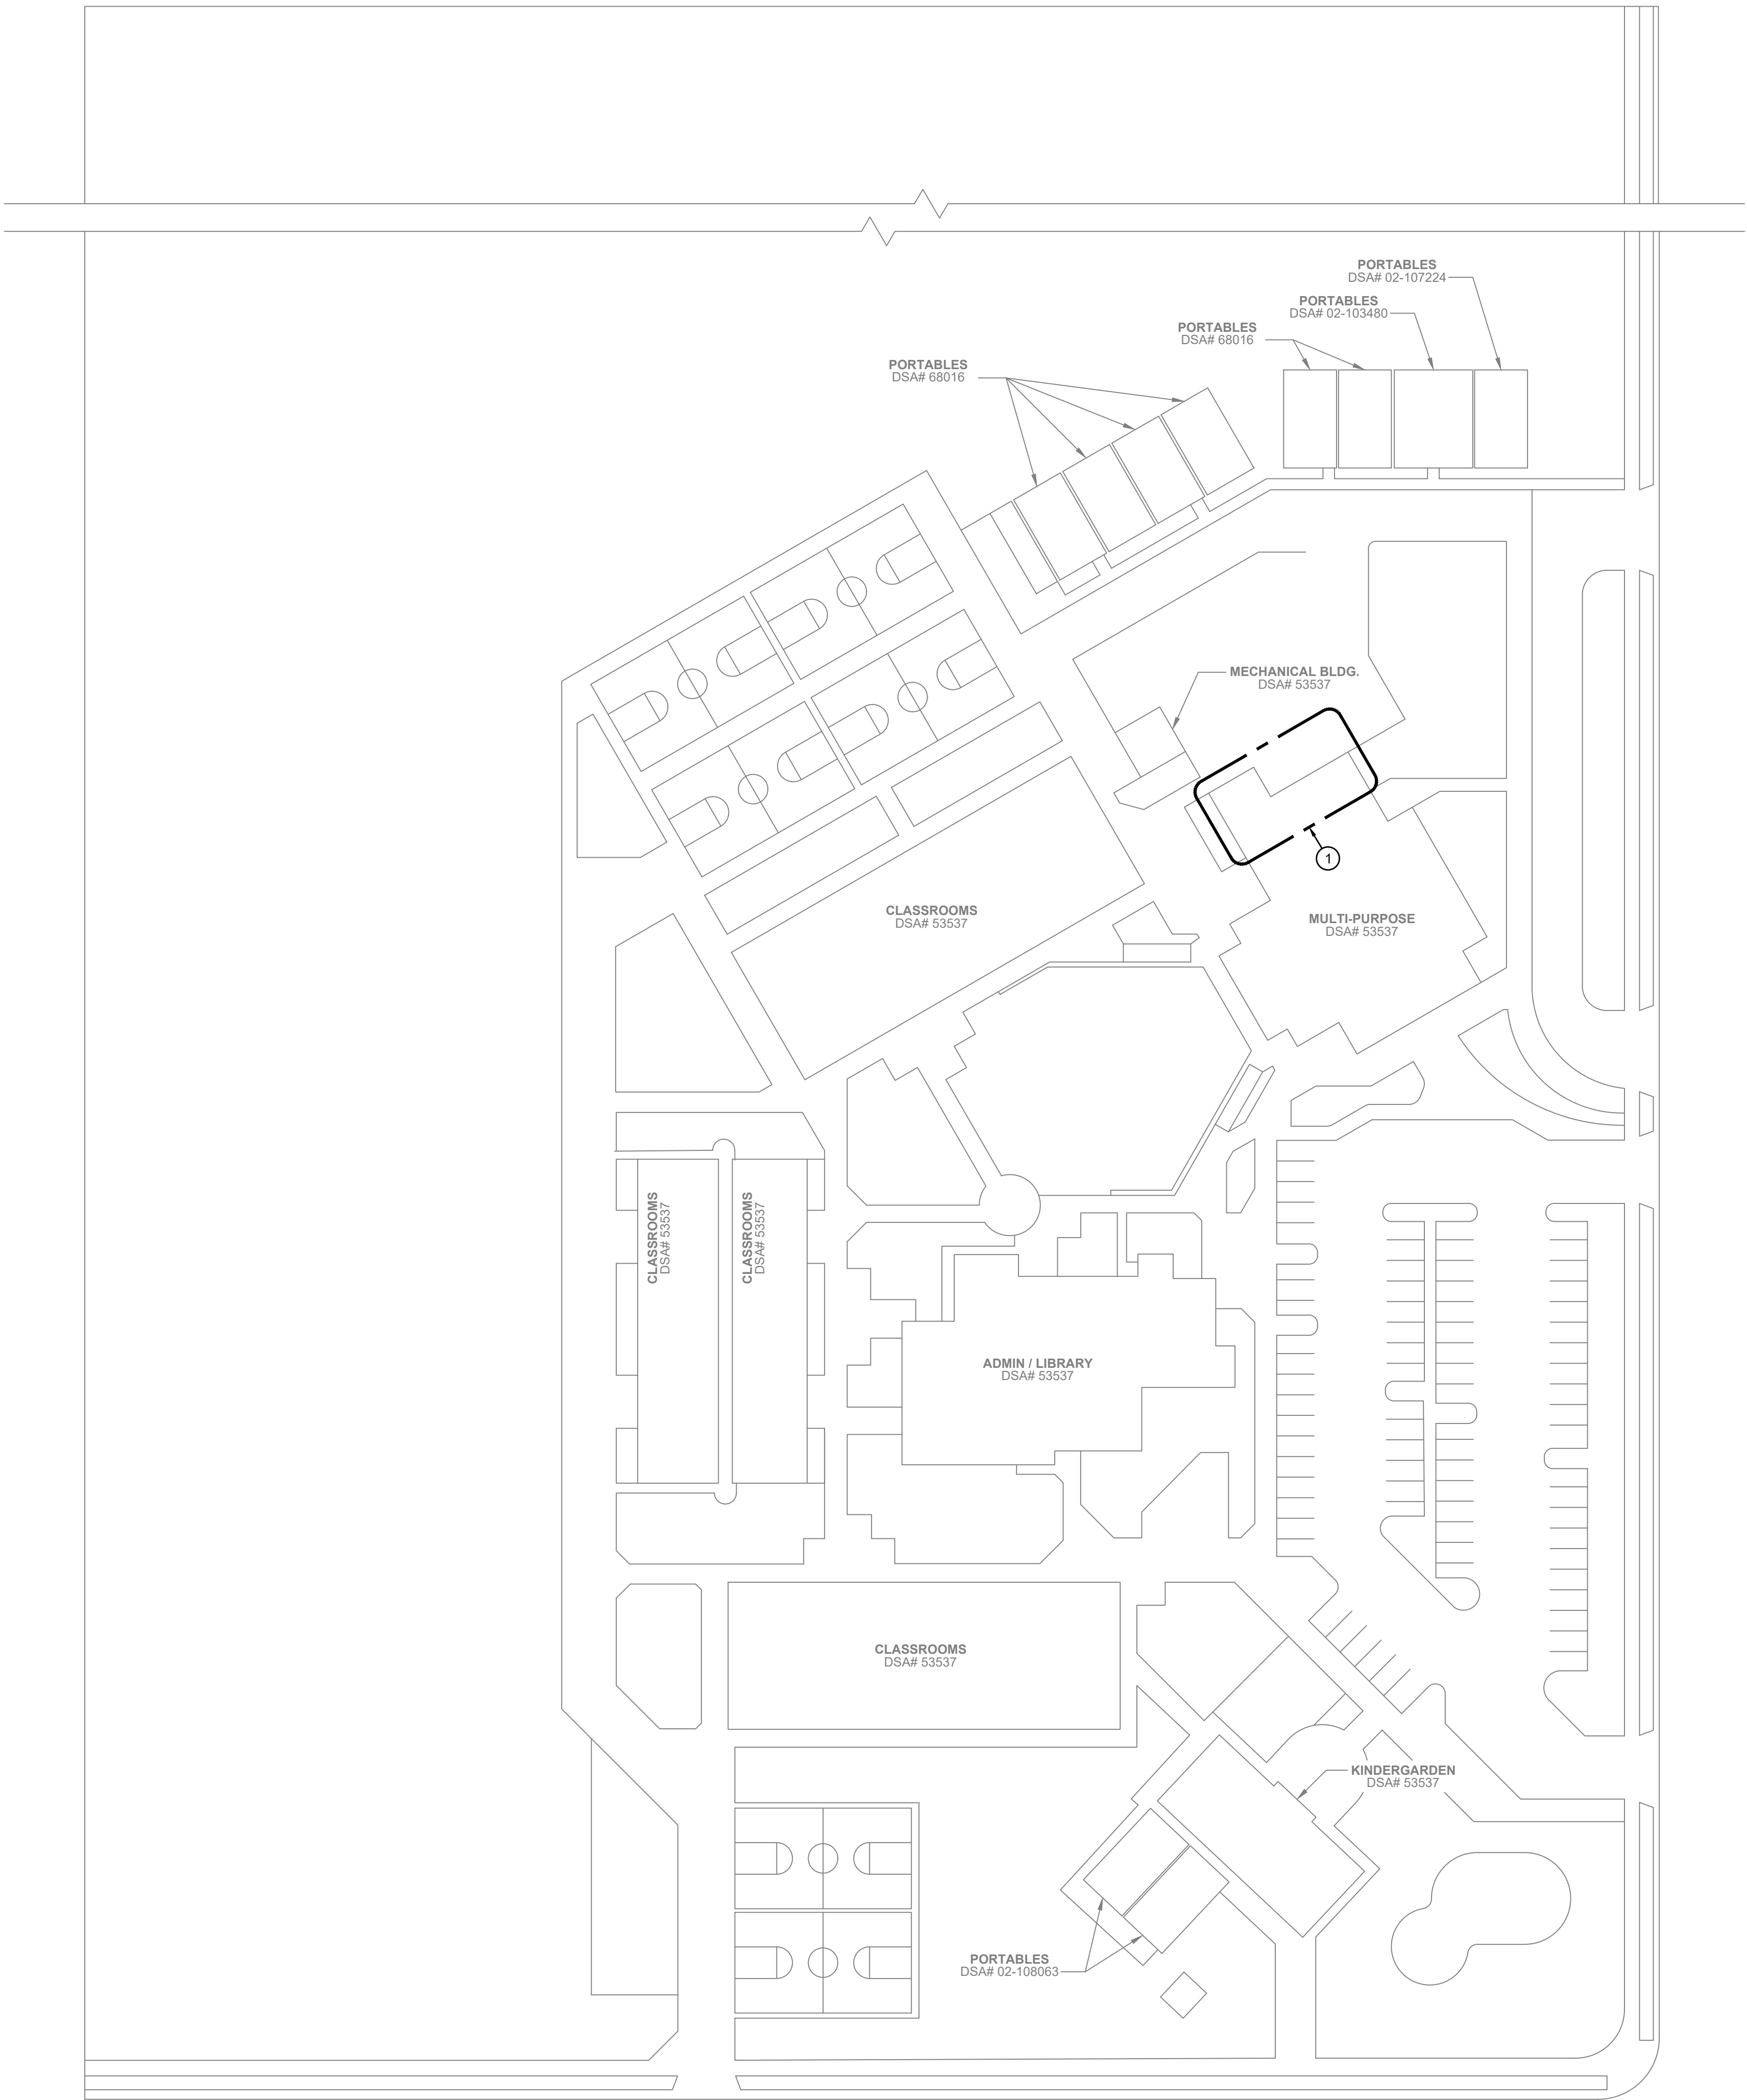 PORTABLES
DSA# 02-107224
PORTABLES
DSA# 02-103480
PORTABLES
DSA# 68016
PORTABLES
DSA# 68016
MECHANICAL BLDG.
DSA# 53537
1
CLASSROOMS
DSA# 53537
MULTI-PURPOSE
DSA# 53537
CLASSROOMS
DSA# 53537
CLASSROOMS
DSA# 53537
ADMIN / LIBRARY
DSA# 53537
CLASSROOMS
DSA# 53537
KINDERGARDEN
DSA# 53537
PORTABLES
DSA# 02-108063